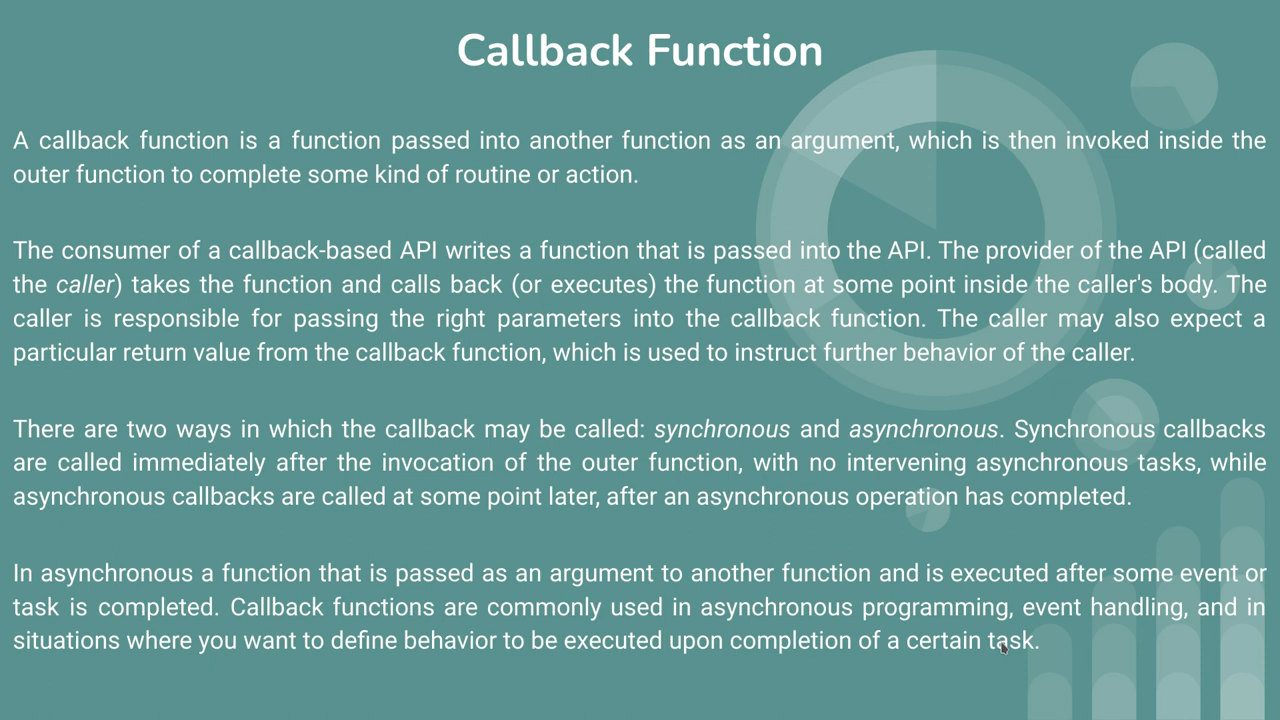 Callback Function
A callback function is a function passed into another function as an argument, which is then invoked inside the
outer function to complete some kind of routine or action.
The consumer of a callback-based API writes a function that is passed into the API. The provider of the API (called
the caller) takes the function and calls back (or executes) the function at some point inside the caller's body. The
caller is responsible for passing the right parameters into the callback function. The caller may also expect a
particular return value from the callback function, which is used to instruct further behavior of the caller.
There are two ways in which the callback may be called: synchronous and asynchronous. Synchronous callbacks
are called immediately after the invocation of the outer function, with no intervening asynchronous tasks, while
asynchronous callbacks are called at some point later, after an asynchronous operation has completed.
In asynchronous a function that is passed as an argument to another function and is executed after some event or
task is completed. Callback functions are commonly used in asynchronous programming, event handling, and in
situations where you want to define behavior to be executed upon completion of a certain task.